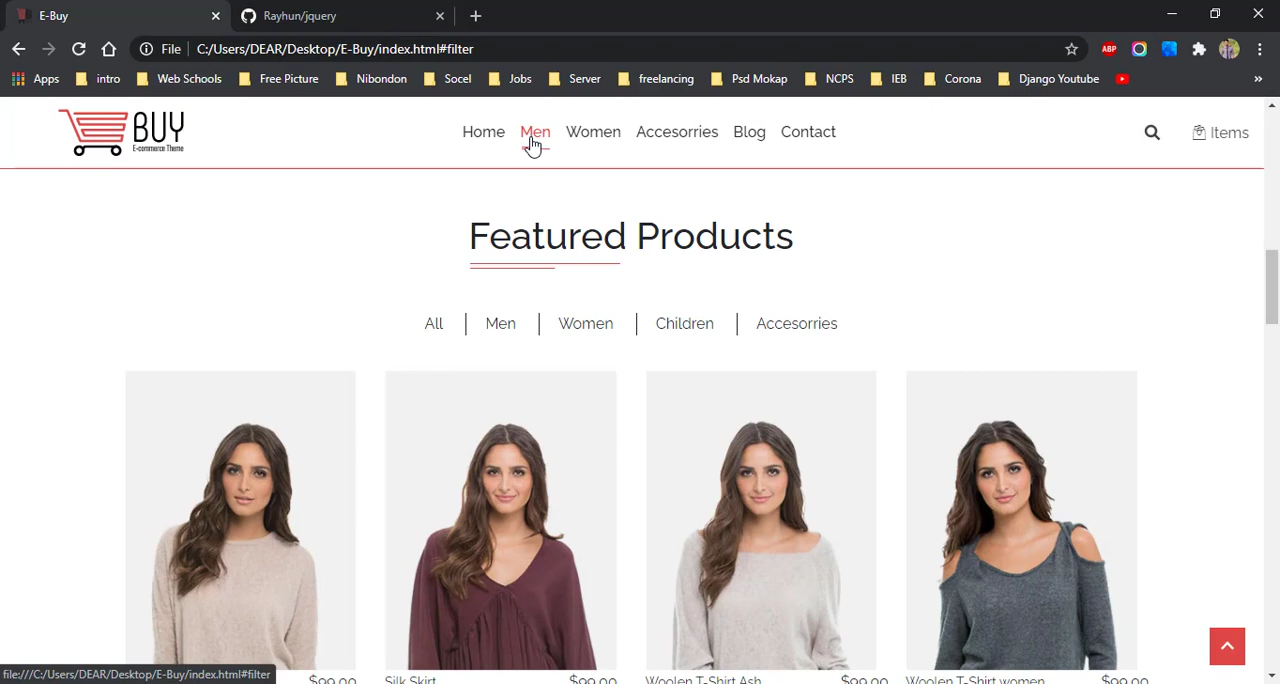 E-Buy
Rayhun/jquery
File C:/Users/DEAR/Desktop/E-Buy/index.html#filter
ABP
Apps intro Web Schools Free Picture Nibondon Socel Jobs Server freelancing Psd Mokap NCPS IEB Corona Django Youtube »
BUY
E-commerce Theme
Home Men Women Accesorries Blog Contact Items
Featured Products
All Men Women Children Accesorries
$99.00 Silk Skirt $99.00 Woolen T-Shirt Ash $99.00 Woolen T-Shirt women $99.00
file:///C:/Users/DEAR/Desktop/E-Buy/index.html#filter